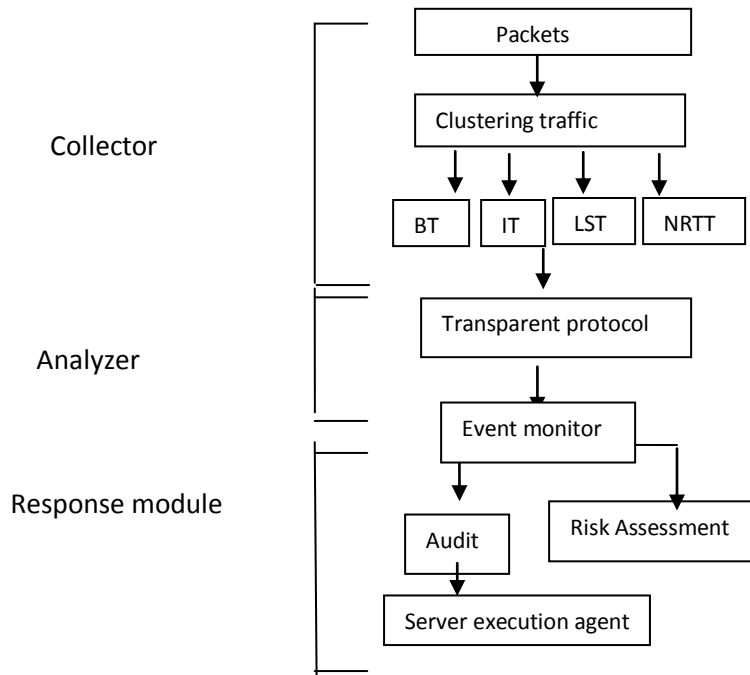 Packets
Clustering traffic
Collector
BT IT LST NRTT
Transparent protocol
Analyzer
Event monitor
Response module
Audit
Risk Assessment
Server execution agent